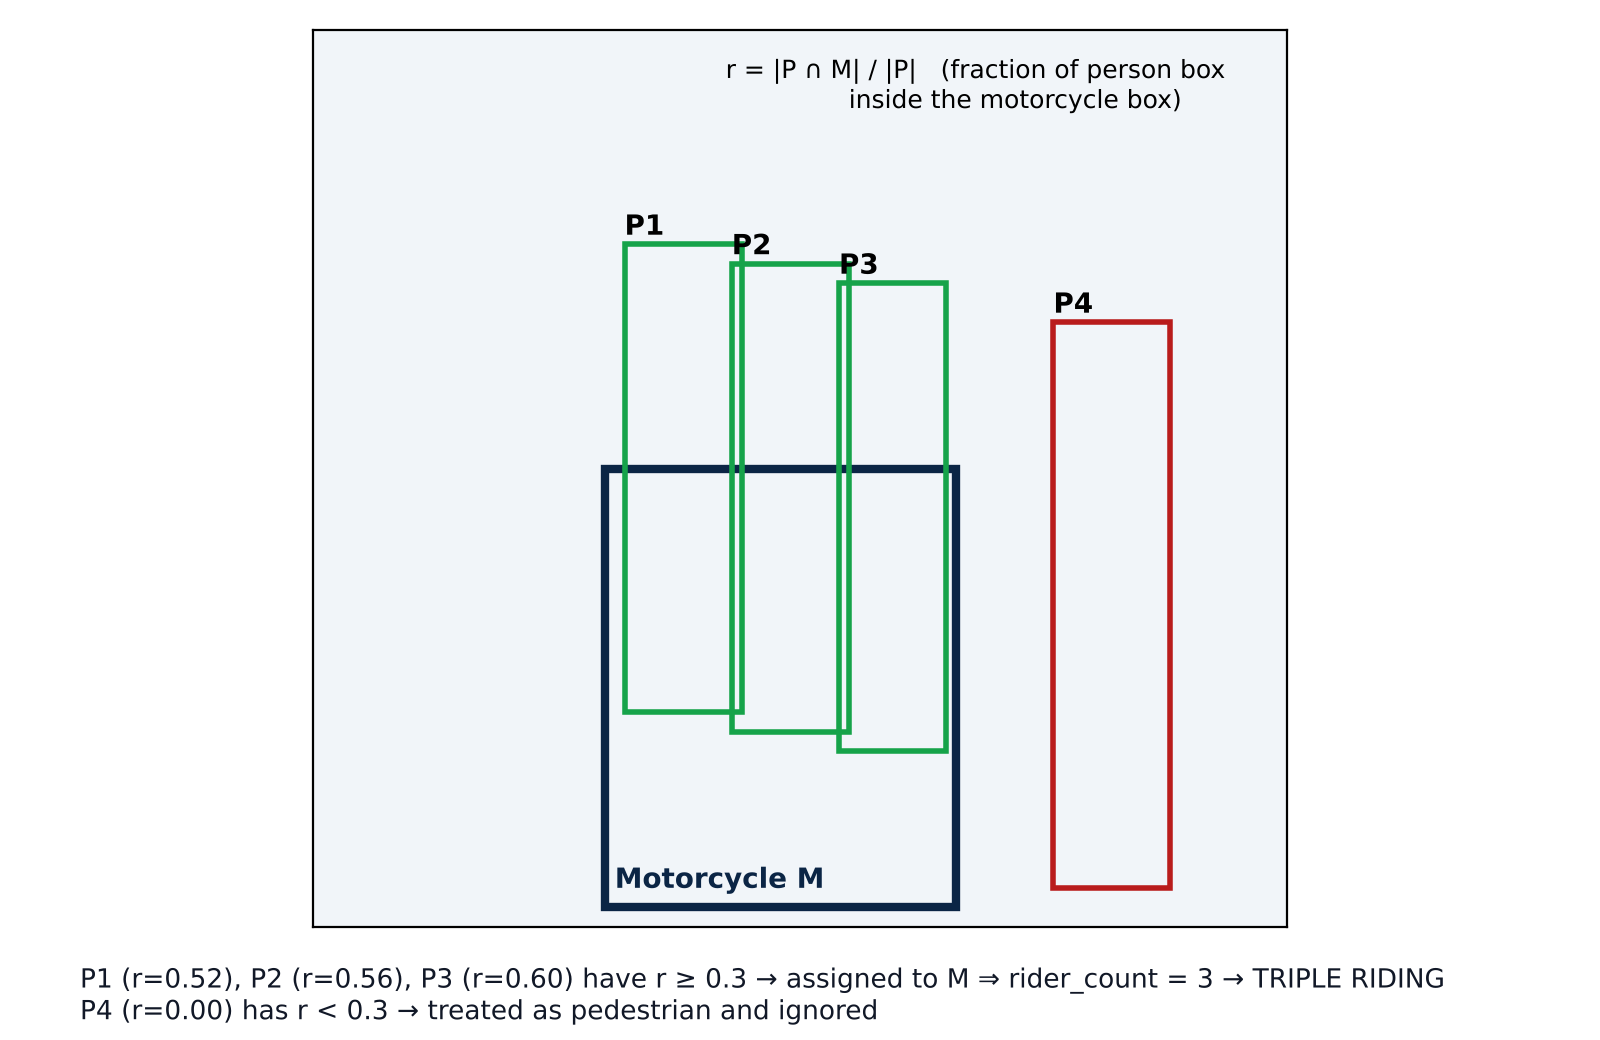 r = |P ∩ M| / |P|   (fraction of person box
inside the motorcycle box)
P1
P2
P3
P4
Motorcycle M
P1 (r=0.52), P2 (r=0.56), P3 (r=0.60) have r ≥ 0.3 → assigned to M ⇒ rider_count = 3 → TRIPLE RIDING
P4 (r=0.00) has r < 0.3 → treated as pedestrian and ignored